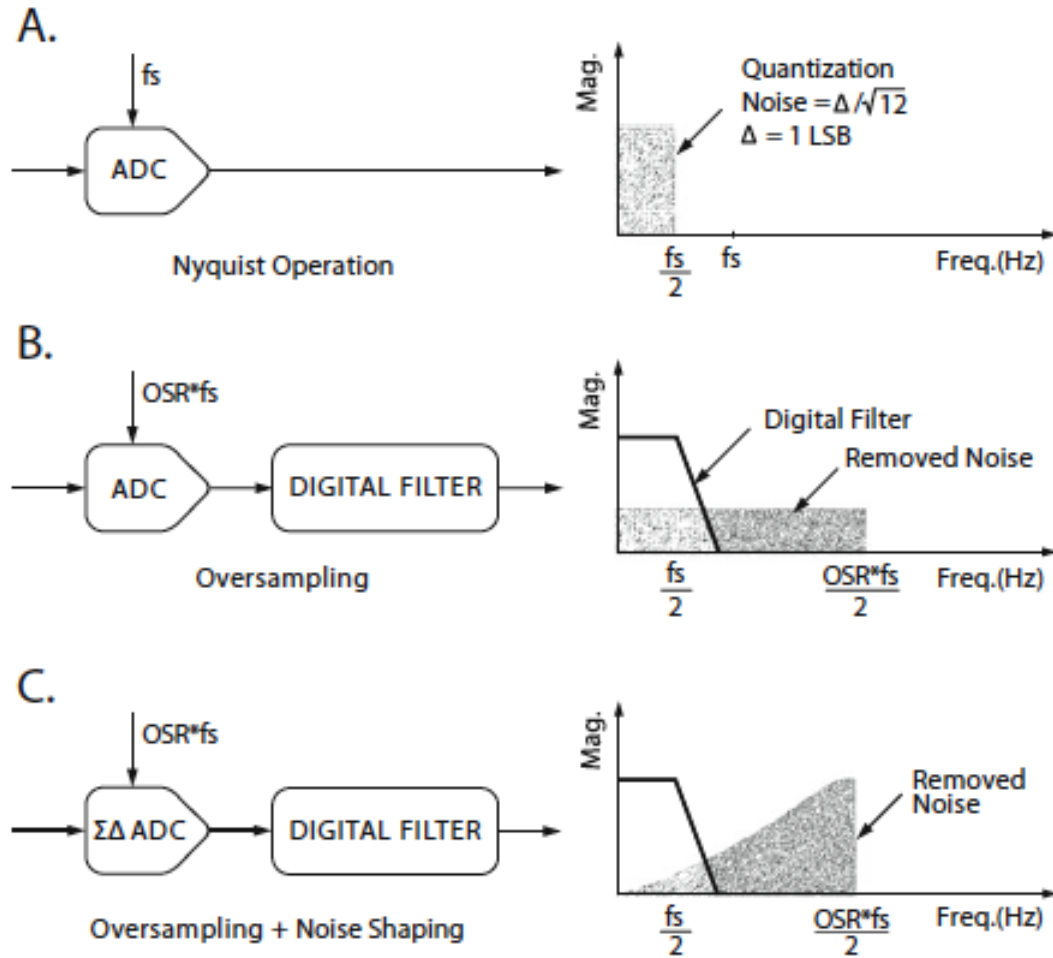 A.
fs
ADC
Nyquist Operation
Mag.
Quantization
Noise = Δ/√12
Δ = 1 LSB
fs
2
fs
Freq.(Hz)
B.
OSR*fs
ADC
DIGITAL FILTER
Oversampling
Mag.
Digital Filter
Removed Noise
fs
2
OSR*fs
2
Freq.(Hz)
C.
OSR*fs
ΣΔ ADC
DIGITAL FILTER
Oversampling + Noise Shaping
Mag.
Removed
Noise
fs
2
OSR*fs
2
Freq.(Hz)